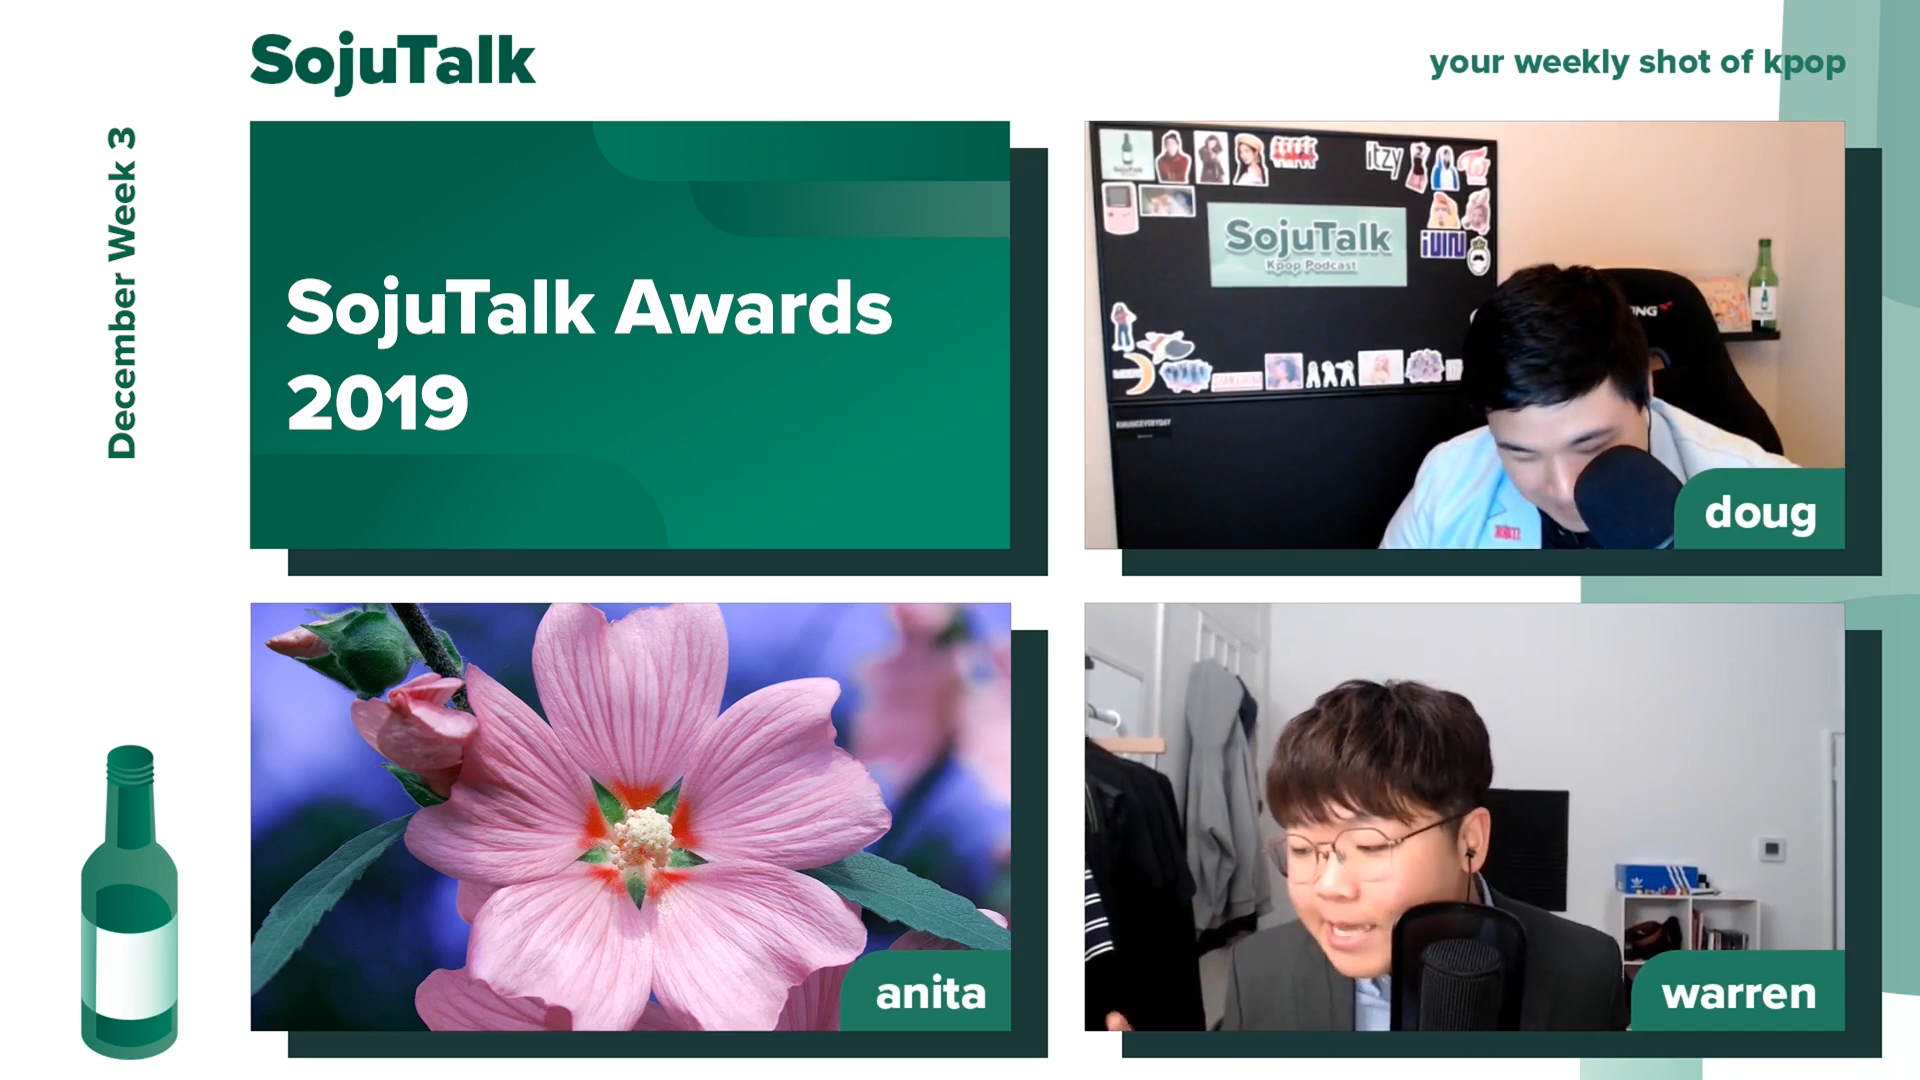 SojuTalk
your weekly shot of kpop
December Week 3
SojuTalk Awards
2019
itzy
SojuTalk
Kpop Podcast
doug
anita
warren